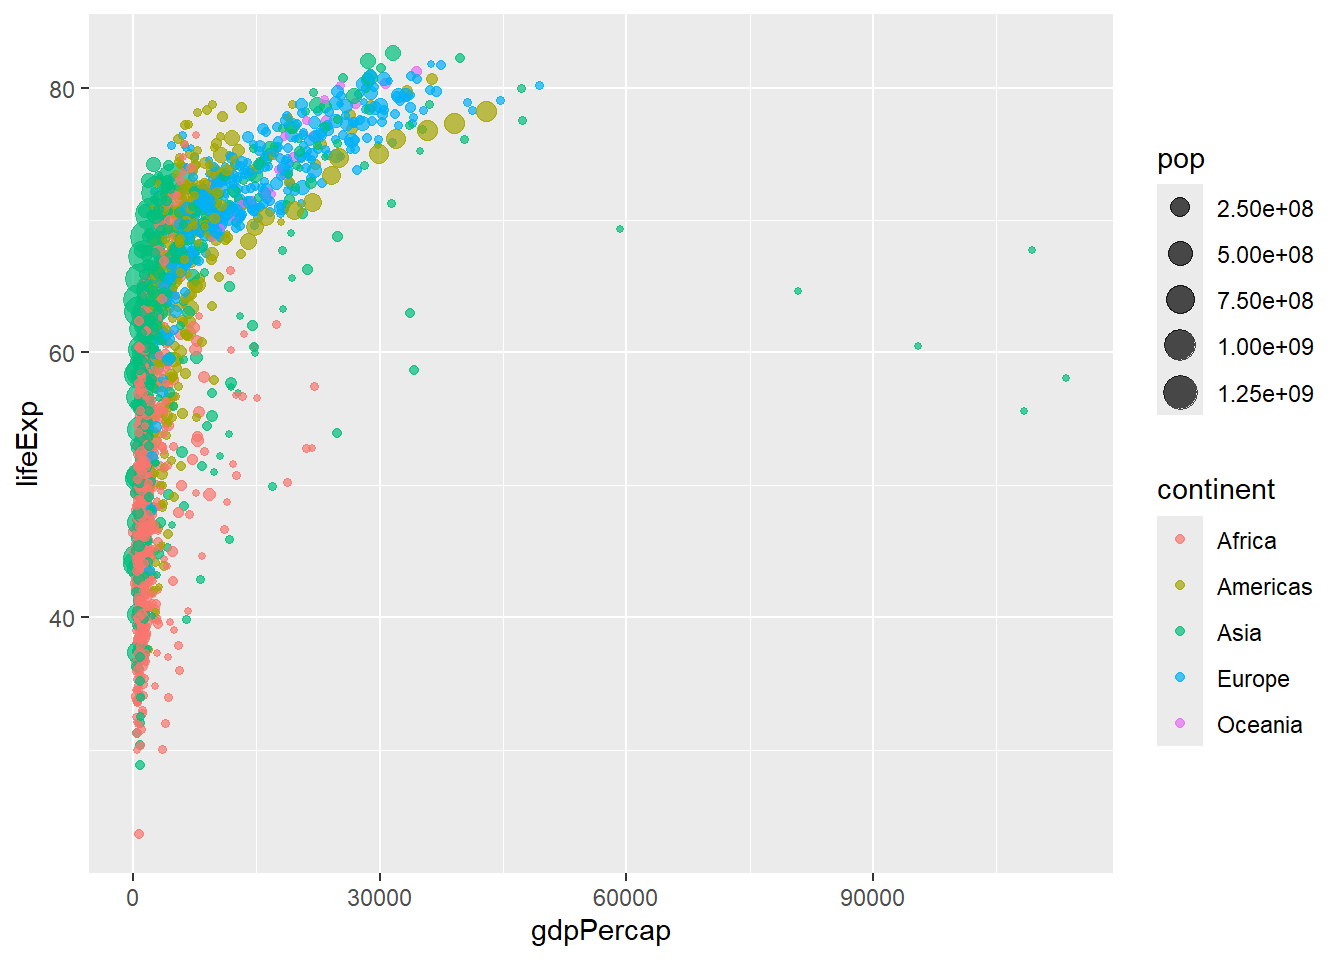 lifeExp
80
60
40
0
30000
60000
90000
gdpPercap
pop
2.50e+08
5.00e+08
7.50e+08
1.00e+09
1.25e+09
continent
Africa
Americas
Asia
Europe
Oceania